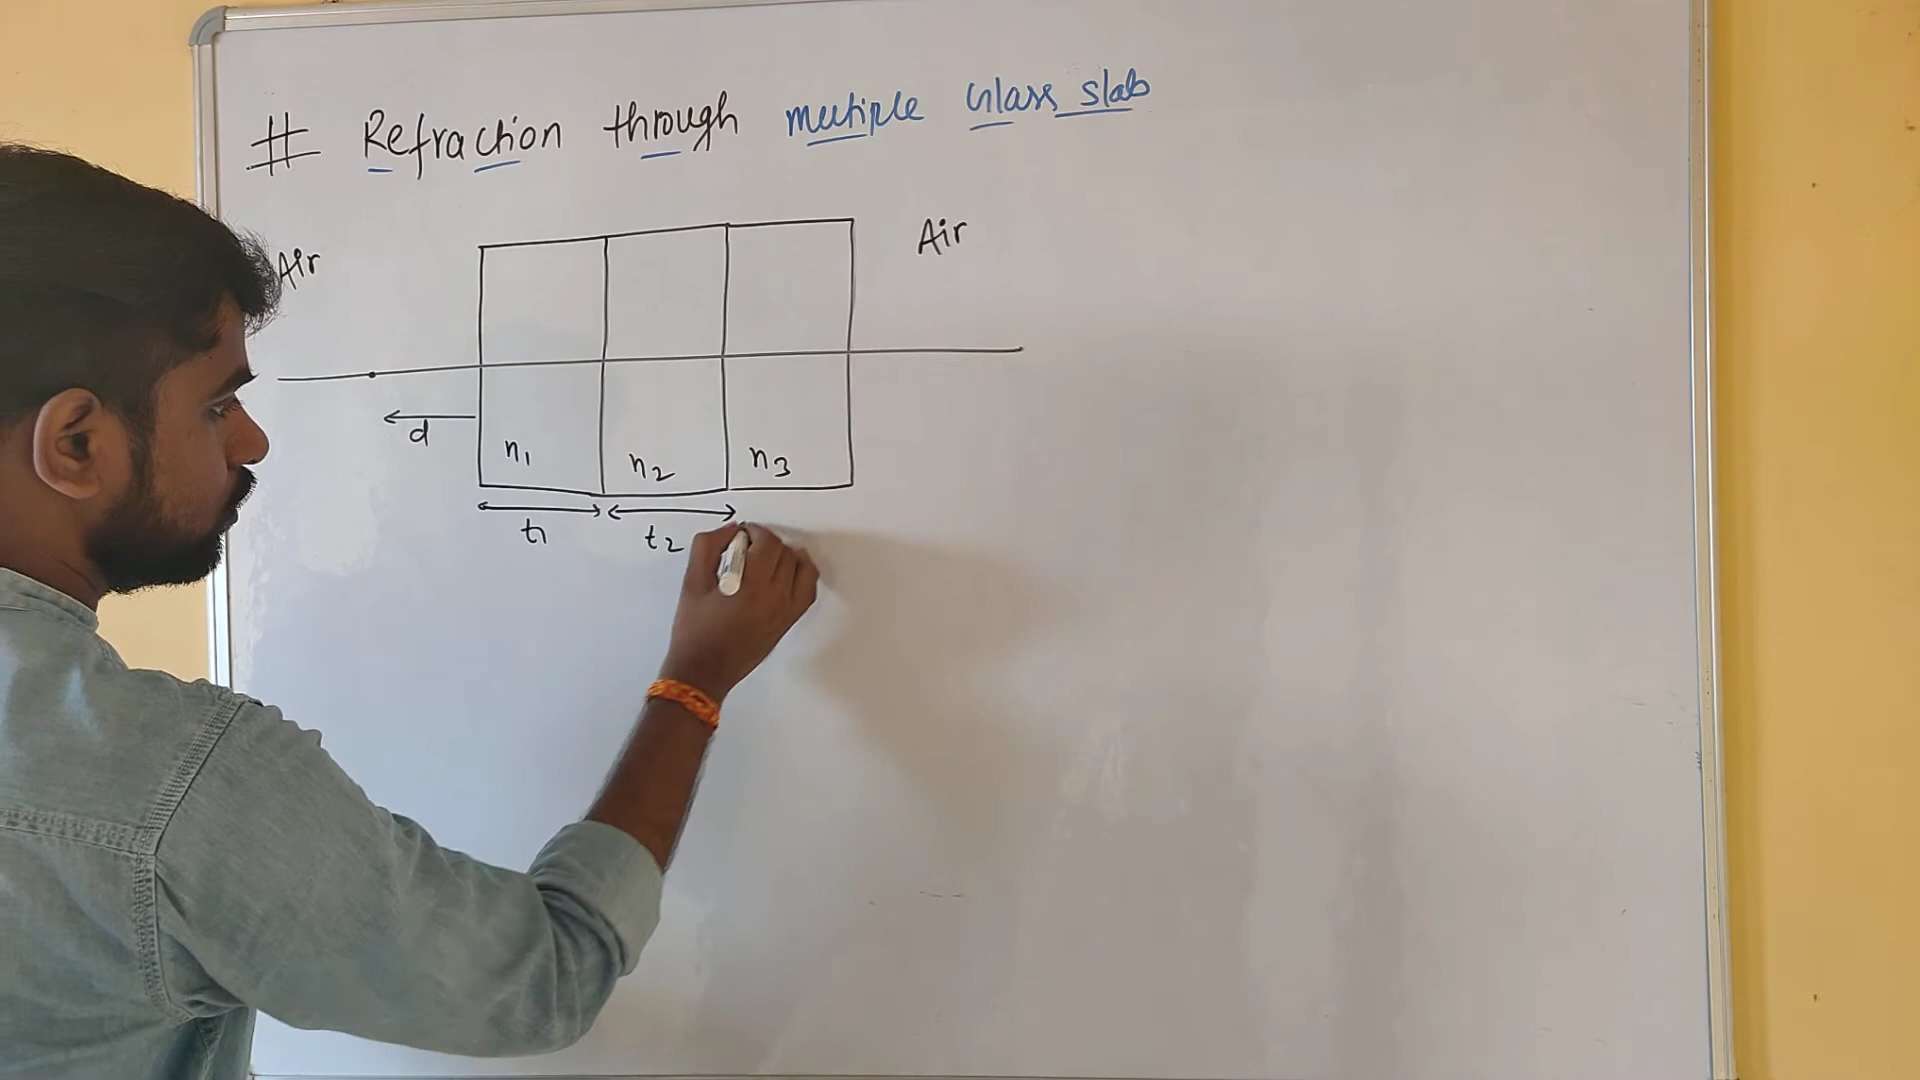 # Refraction through multiple Glass slab
Air
Air
d
n1
n2
n3
t1
t2